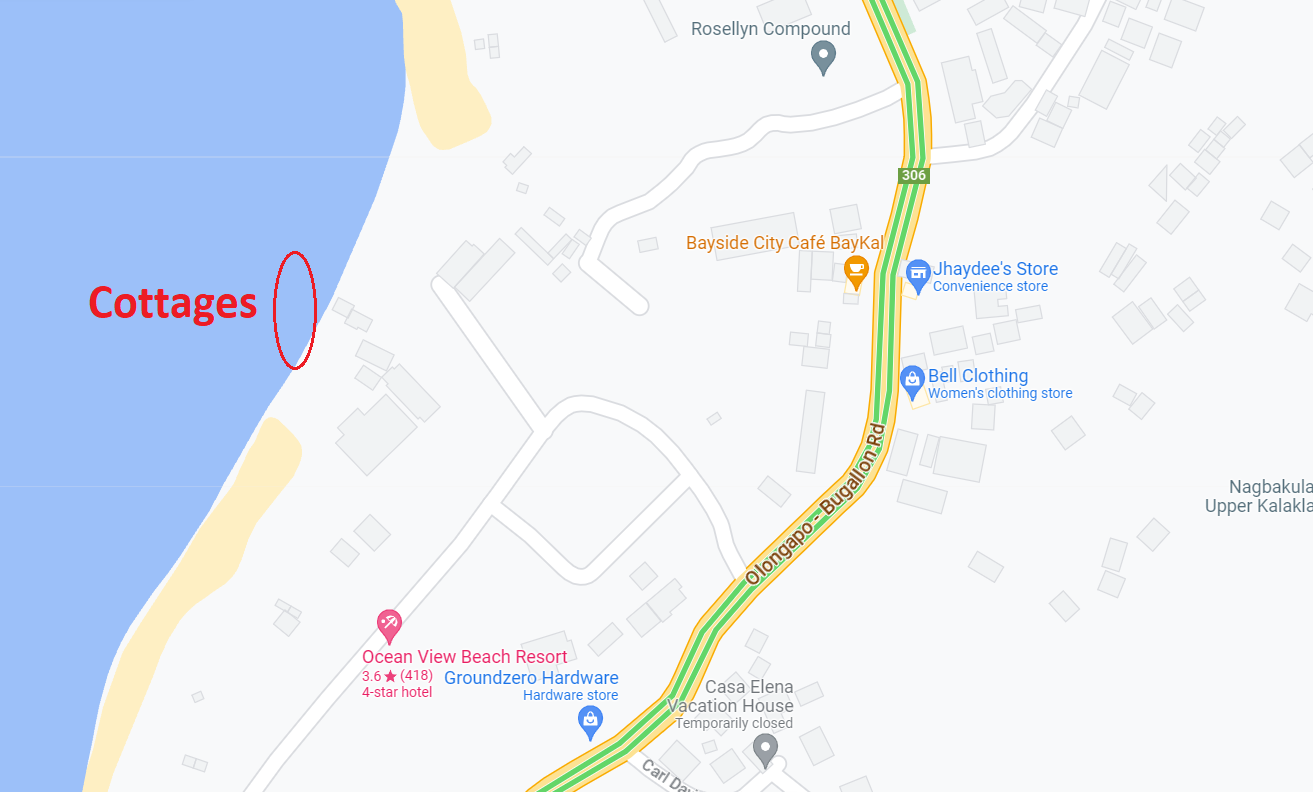 Rosellyn Compound
306
Bayside City Café BayKal
Jhaydee's Store
Convenience store
Cottages
Bell Clothing
Women's clothing store
Olongapo - Bugallon Rd
Nagbakula
Upper Kalakla
Ocean View Beach Resort
3.6★(418)
4-star hotel
Groundzero Hardware
Hardware store
Casa Elena
Vacation House
Temporarily closed
Carl Dav